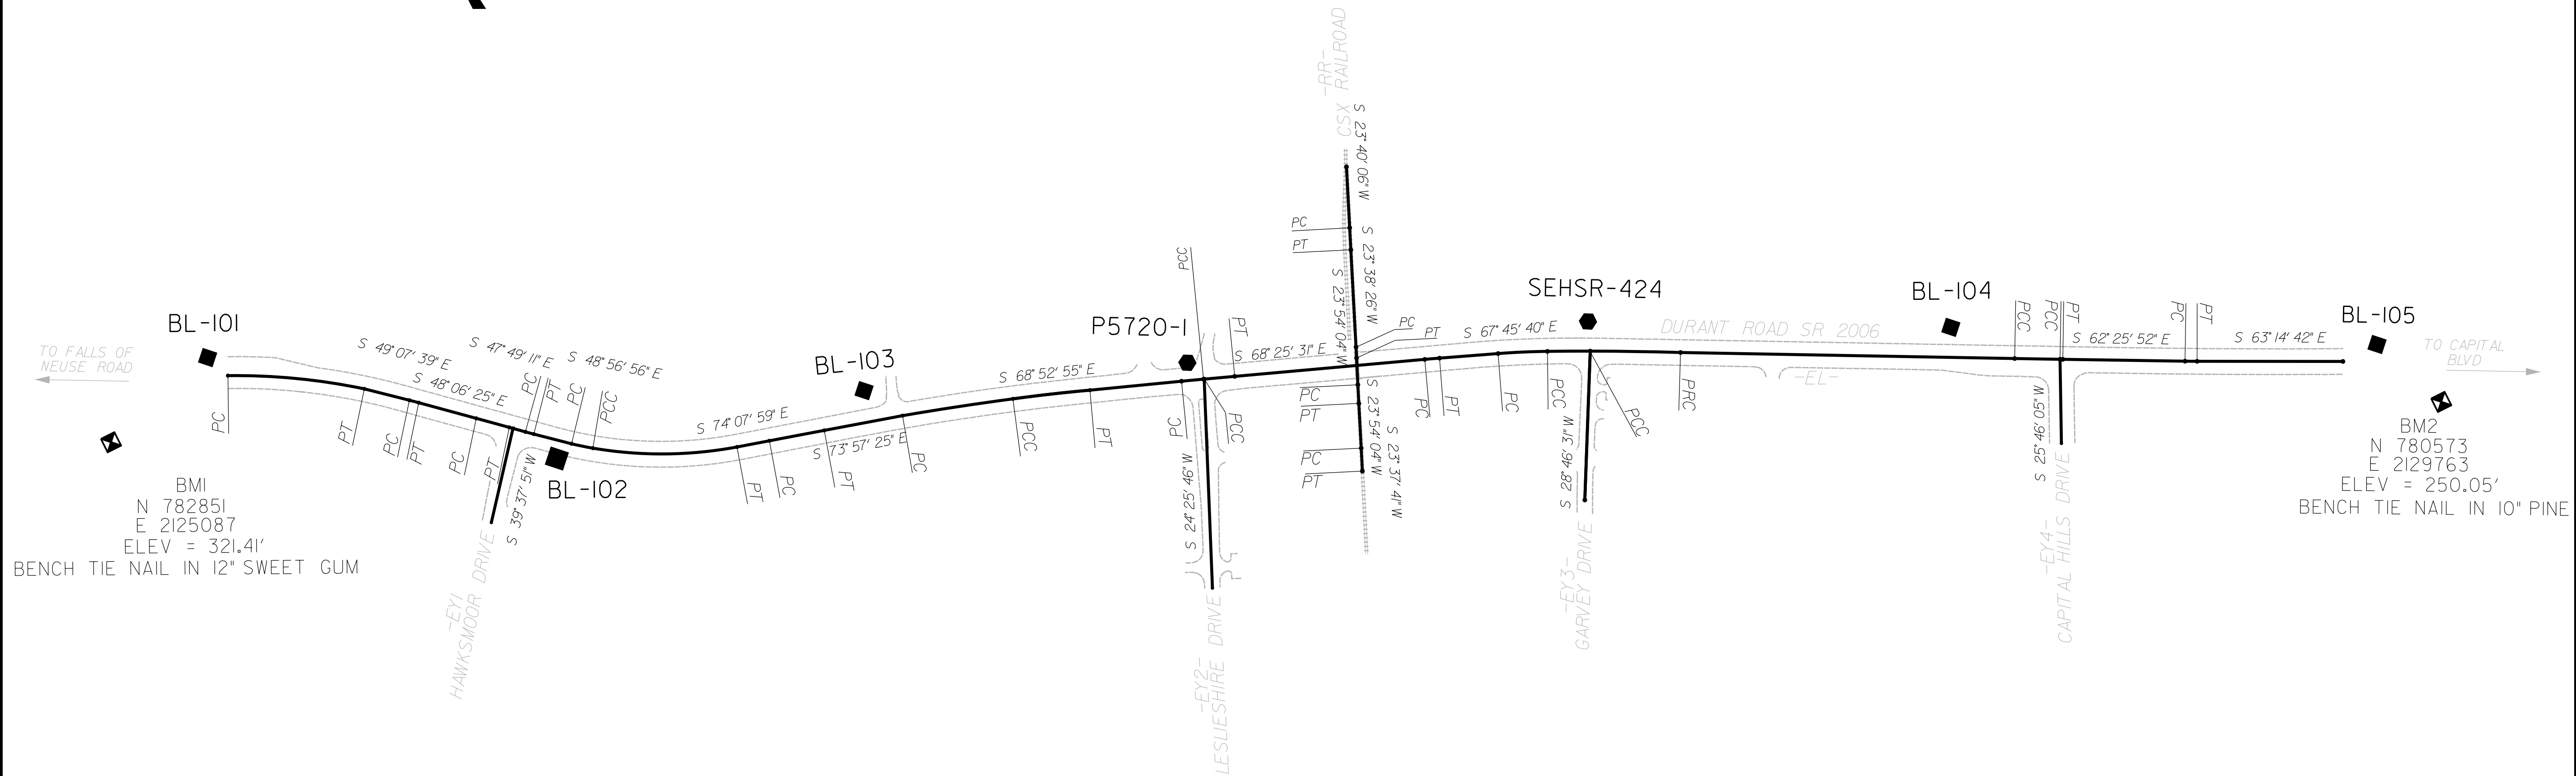 -RR-
CSX RAILROAD
S 23° 40' 06" W
PC
PT
S 23° 38' 26" W
S 23° 54' 04" W
BL-101
TO FALLS OF
NEUSE ROAD
PC
S 49° 07' 39" E
S 48° 06' 25" E
PT
PC
PT
PC
PT
S 47° 49' 11" E
S 48° 56' 56" E
PC
PT
PC
PCC
S 39° 37' 51" W
BL-102
-EY1
HAWKSMOOR DRIVE
BM1
N 782851
E 2125087
ELEV = 321.41'
BENCH TIE NAIL IN 12" SWEET GUM
BL-103
S 74° 07' 59" E
S 73° 57' 25" E
PT
PC
PT
PC
S 68° 52' 55" E
PCC
PT
P5720-1
PCC
PT
PC
PCC
S 68° 25' 31" E
S 24° 25' 46" W
-EY2-
LESLIESHIRE DRIVE
PC
PT
PC
PT
S 23° 54' 04" W
S 23° 37' 41" W
PC
PT
S 67° 45' 40" E
PC
PT
PC
PCC
SEHSR-424
DURANT ROAD SR 2006
-EL-
PCC
PRC
S 28° 46' 31" W
-EY3-
GARVEY DRIVE
BL-104
PCC
PCC
PT
S 62° 25' 52" E
PC
PT
S 63° 14' 42" E
S 25° 46' 05" W
-EY4-
CAPITAL HILLS DRIVE
BL-105
TO CAPITAL
BLVD
BM2
N 780573
E 2129763
ELEV = 250.05'
BENCH TIE NAIL IN 10" PINE